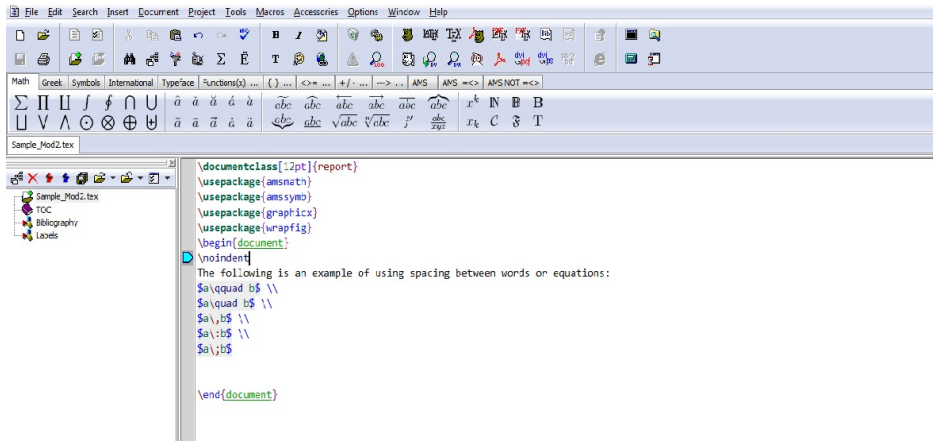 File Edit Search Insert Document Project Tools Macros Accessories Options Window Help
Math Greek Symbols International Typeface Functions(x) ... { } ... <>= ... +/-... ---> ... AMS AMS =<> AMS NOT =<>
Sample_Mod2.tex
Sample_Mod2.tex
TOC
Bibliography
Labels
\documentclass[12pt]{report}
\usepackage{amsmath}
\usepackage{amssymb}
\usepackage{graphicx}
\usepackage{wrapfig}
\begin{document}
\noindent
The following is an example of using spacing between words or equations:
$a\qquad b$ \\
$a\quad b$ \\
$a\,b$ \\
$a\:b$ \\
$a\;b$
\end{document}